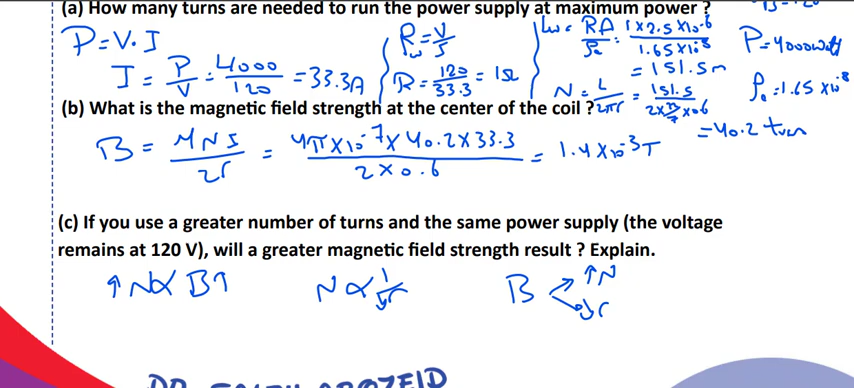 (a) How many turns are needed to run the power supply at maximum power ?
P = V . I
I = P/V = 4000/120 = 33.3A
R = 120/33.3 = 1Ω
Lw = RA/ρ = 1 × 2.5 × 10^-6 / 1.65 × 10^-8
= 151.5m
N = L/2πr = 151.5 / 2 × 22/7 × 0.6
= 40.2 turn
P = 4000 watt
ρ = 1.65 × 10^-8
(b) What is the magnetic field strength at the center of the coil ?
B = μNI/2r = 4π × 10^-7 × 40.2 × 33.3 / 2 × 0.6 = 1.4 × 10^-3 T
(c) If you use a greater number of turns and the same power supply (the voltage
remains at 120 V), will a greater magnetic field strength result ? Explain.
↑N ∝ B↑ N ∝ 1/↓r B ↑N
↓r